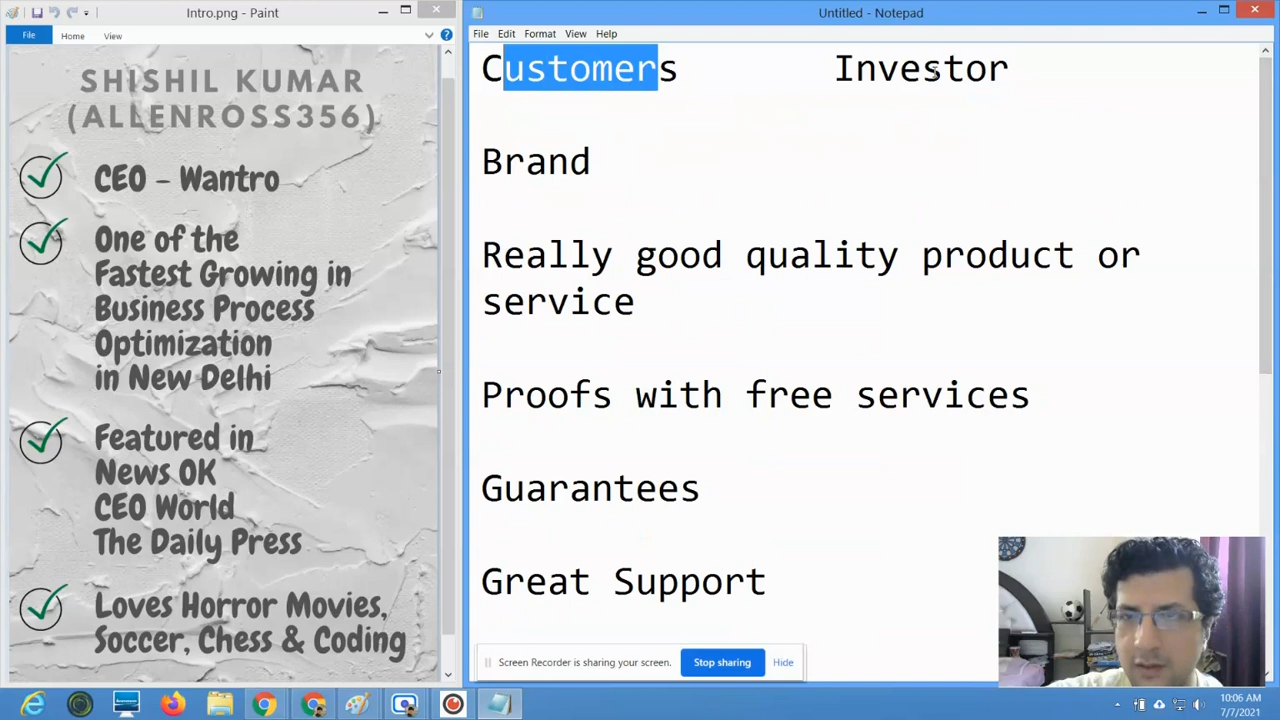 Intro.png - Paint
File Home View
SHISHIL KUMAR
(ALLENROSS356)
CEO - Wantro
One of the
Fastest Growing in
Business Process
Optimization
in New Delhi
Featured in
News OK
CEO World
The Daily Press
Loves Horror Movies,
Soccer, Chess & Coding
Untitled - Notepad
File Edit Format View Help
Customers Investor
Brand
Really good quality product or
service
Proofs with free services
Guarantees
Great Support
Screen Recorder is sharing your screen. Stop sharing Hide
10:06 AM
7/7/2021